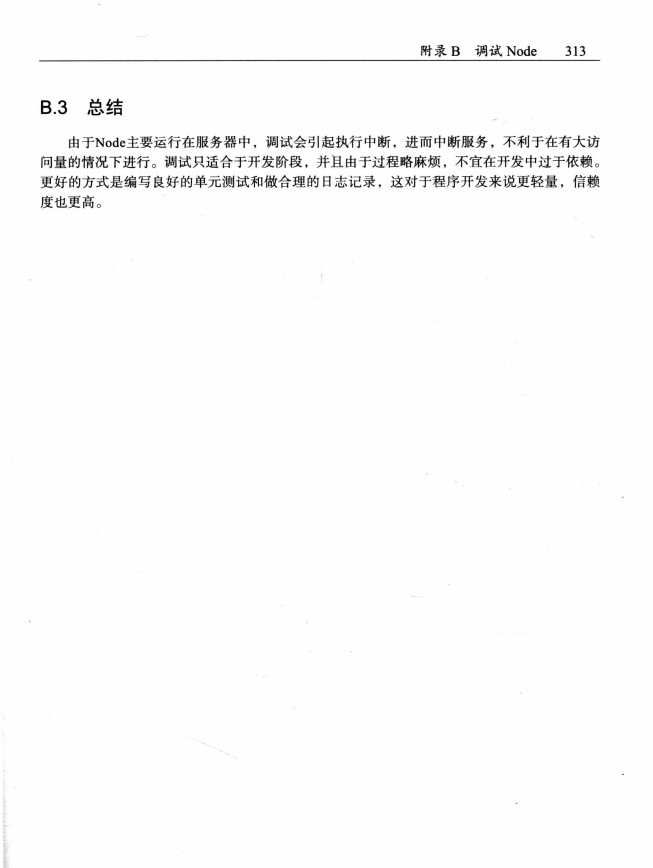 附录 B 调试 Node 313
B.3 总结
由于Node主要运行在服务器中，调试会引起执行中断，进而中断服务，不利于在有大访
问量的情况下进行。调试只适合于开发阶段，并且由于过程略麻烦，不宜在开发中过于依赖。
更好的方式是编写良好的单元测试和做合理的日志记录，这对于程序开发来说更轻量，信赖
度也更高。